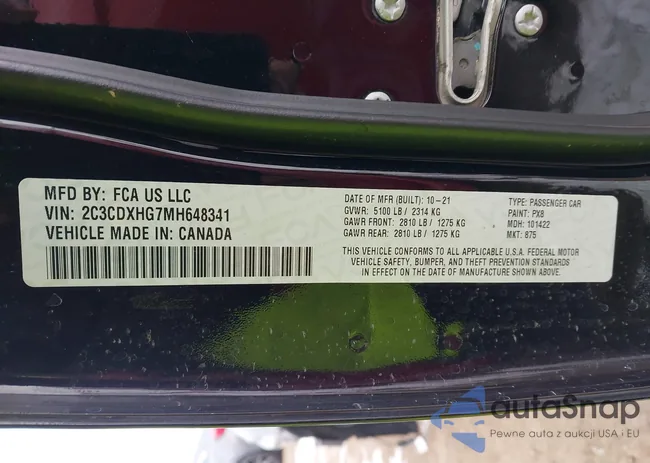 MFD BY: FCA US LLC
VIN: 2C3CDXHG7MH648341
VEHICLE MADE IN: CANADA
DATE OF MFR (BUILT): 10-21
GVWR: 5100 LB / 2314 KG
GAWR FRONT: 2810 LB / 1275 KG
GAWR REAR: 2810 LB / 1275 KG
TYPE: PASSENGER CAR
PAINT: PX8
MDH: 101422
MKT: 875
THIS VEHICLE CONFORMS TO ALL APPLICABLE U.S.A. FEDERAL MOTOR
VEHICLE SAFETY, BUMPER, AND THEFT PREVENTION STANDARDS
IN EFFECT ON THE DATE OF MANUFACTURE SHOWN ABOVE.
autaSnap
Pewne auta z aukcji USA i EU